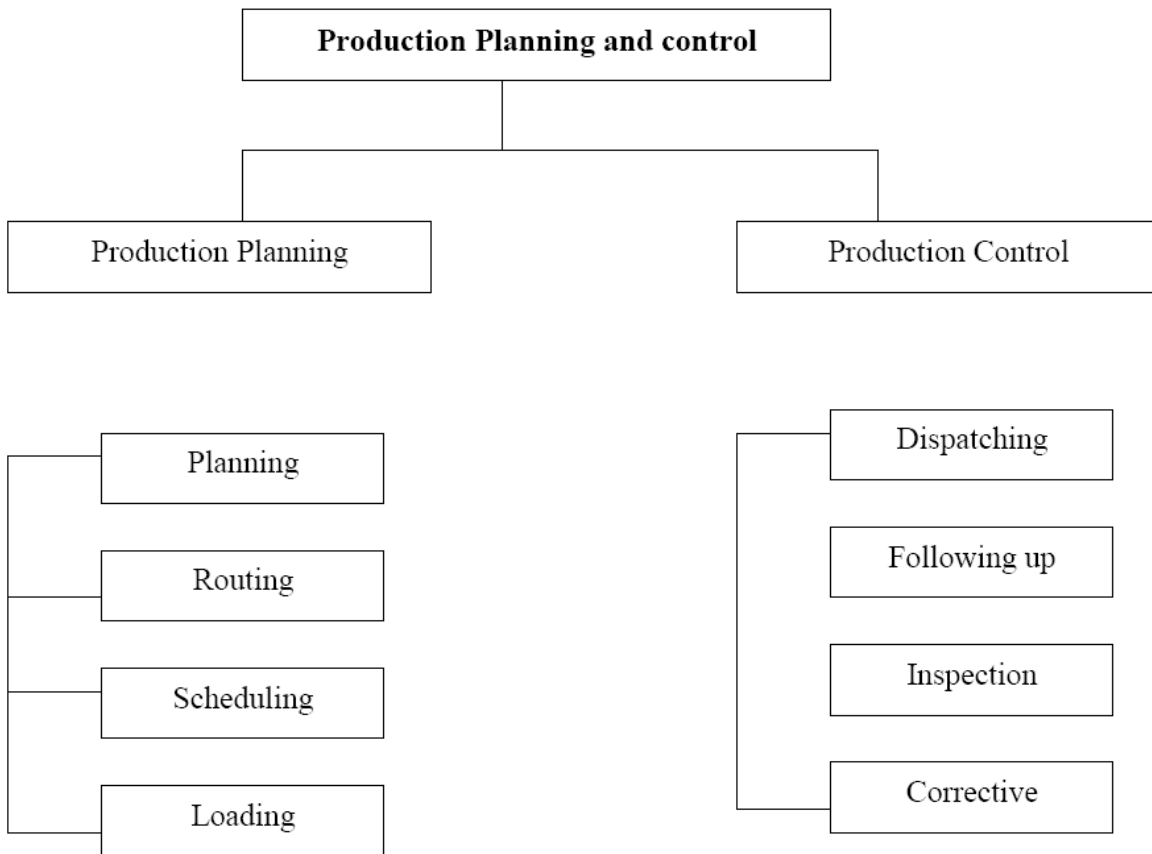 Production Planning and control
Production Planning
Production Control
Planning
Routing
Scheduling
Loading
Dispatching
Following up
Inspection
Corrective